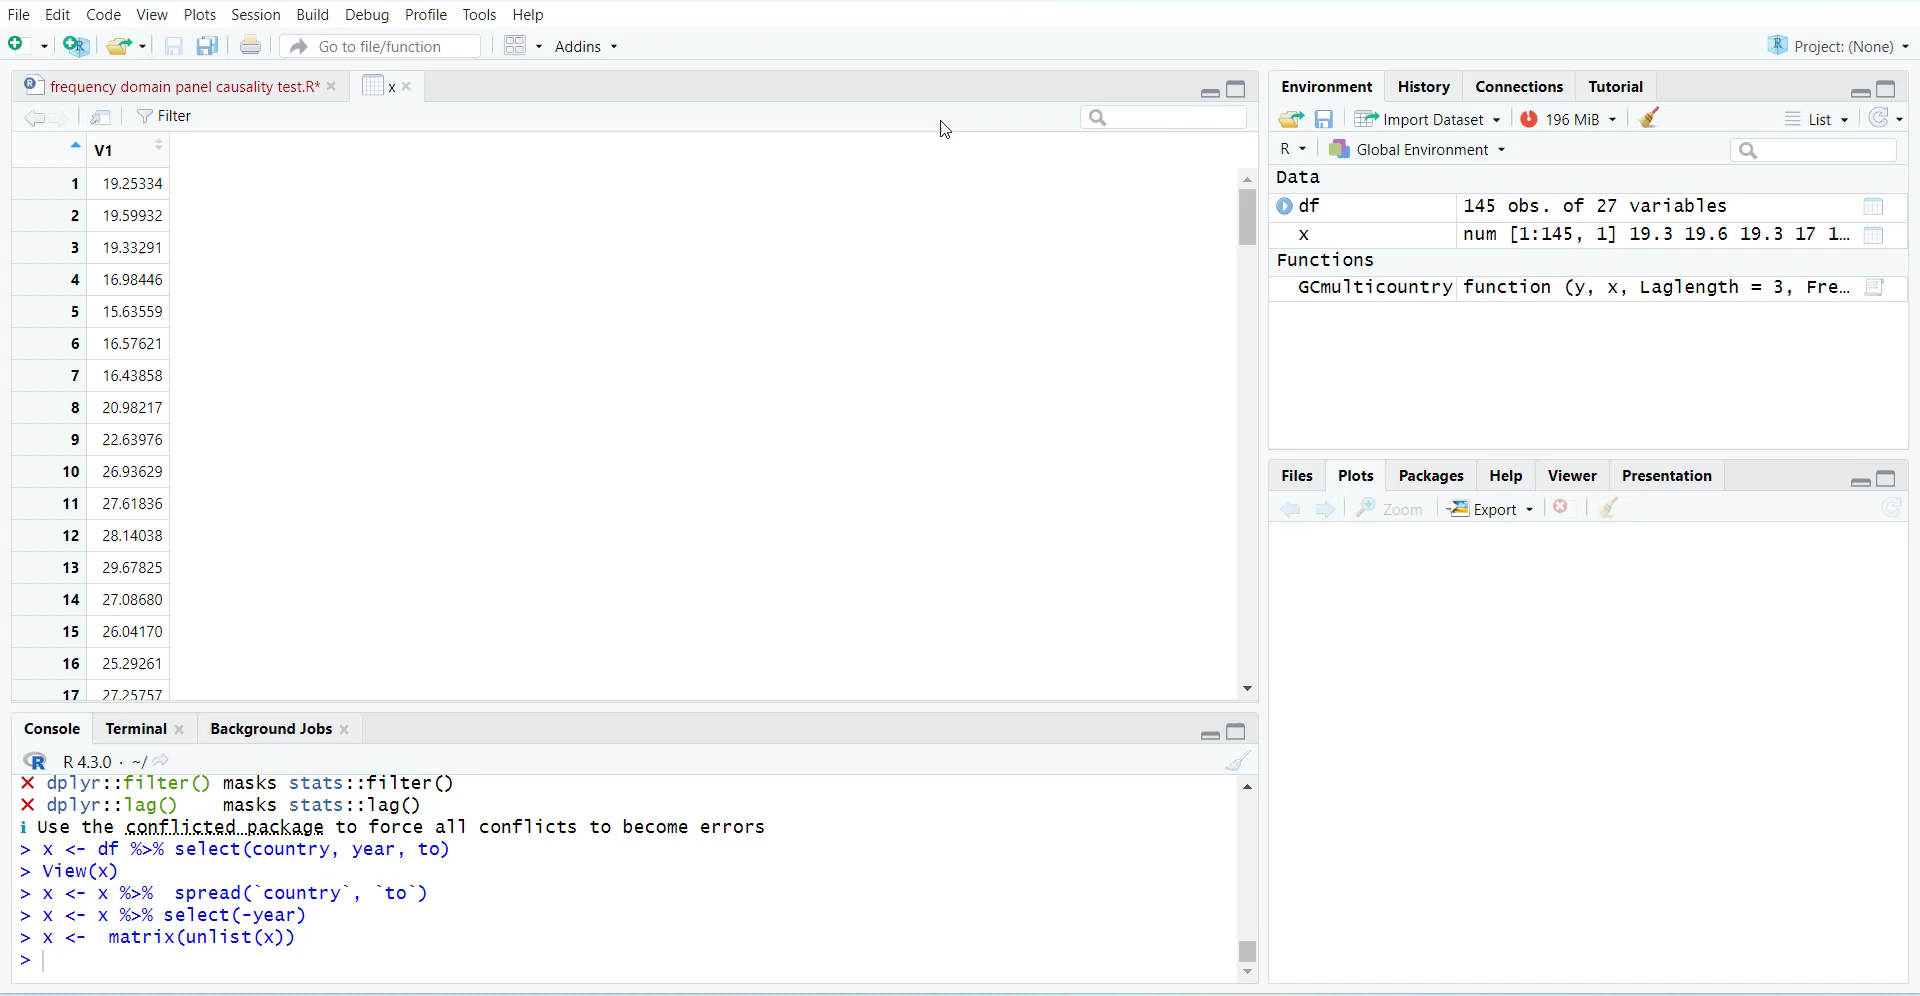 File Edit Code View Plots Session Build Debug Profile Tools Help
Go to file/function Addins Project: (None)
frequency domain panel causality test.R* x
Filter
V1
1 19.25334
2 19.59932
3 19.33291
4 16.98446
5 15.63559
6 16.57621
7 16.43858
8 20.98217
9 22.63976
10 26.93629
11 27.61836
12 28.14038
13 29.67825
14 27.08680
15 26.04170
16 25.29261
17 27.25757
Console Terminal Background Jobs
R 4.3.0 · ~/
✕ dplyr::filter() masks stats::filter()
✕ dplyr::lag() masks stats::lag()
ℹ Use the conflicted package to force all conflicts to become errors
> x <- df %>% select(country, year, to)
> View(x)
> x <- x %>%  spread(`country`, `to`)
> x <- x %>% select(-year)
> x <-  matrix(unlist(x))
>
Environment History Connections Tutorial
Import Dataset 196 MiB List
R Global Environment
Data
df 145 obs. of 27 variables
x num [1:145, 1] 19.3 19.6 19.3 17 1…
Functions
GCmulticountry function (y, x, Laglength = 3, Fre…
Files Plots Packages Help Viewer Presentation
Zoom Export